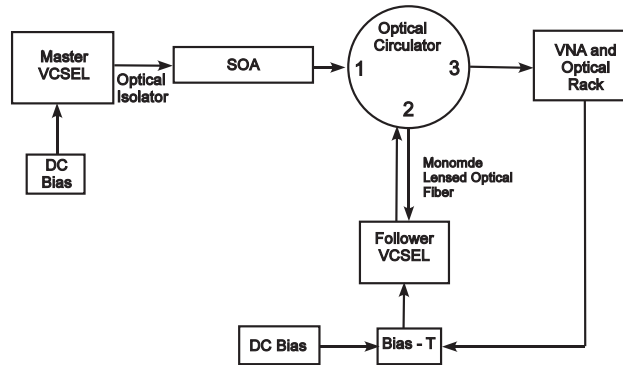 Master
VCSEL
Optical
Isolator
DC
Bias
SOA
Optical
Circulator
1
2
3
VNA and
Optical
Rack
Monomde
Lensed Optical
Fiber
Follower
VCSEL
DC Bias
Bias - T